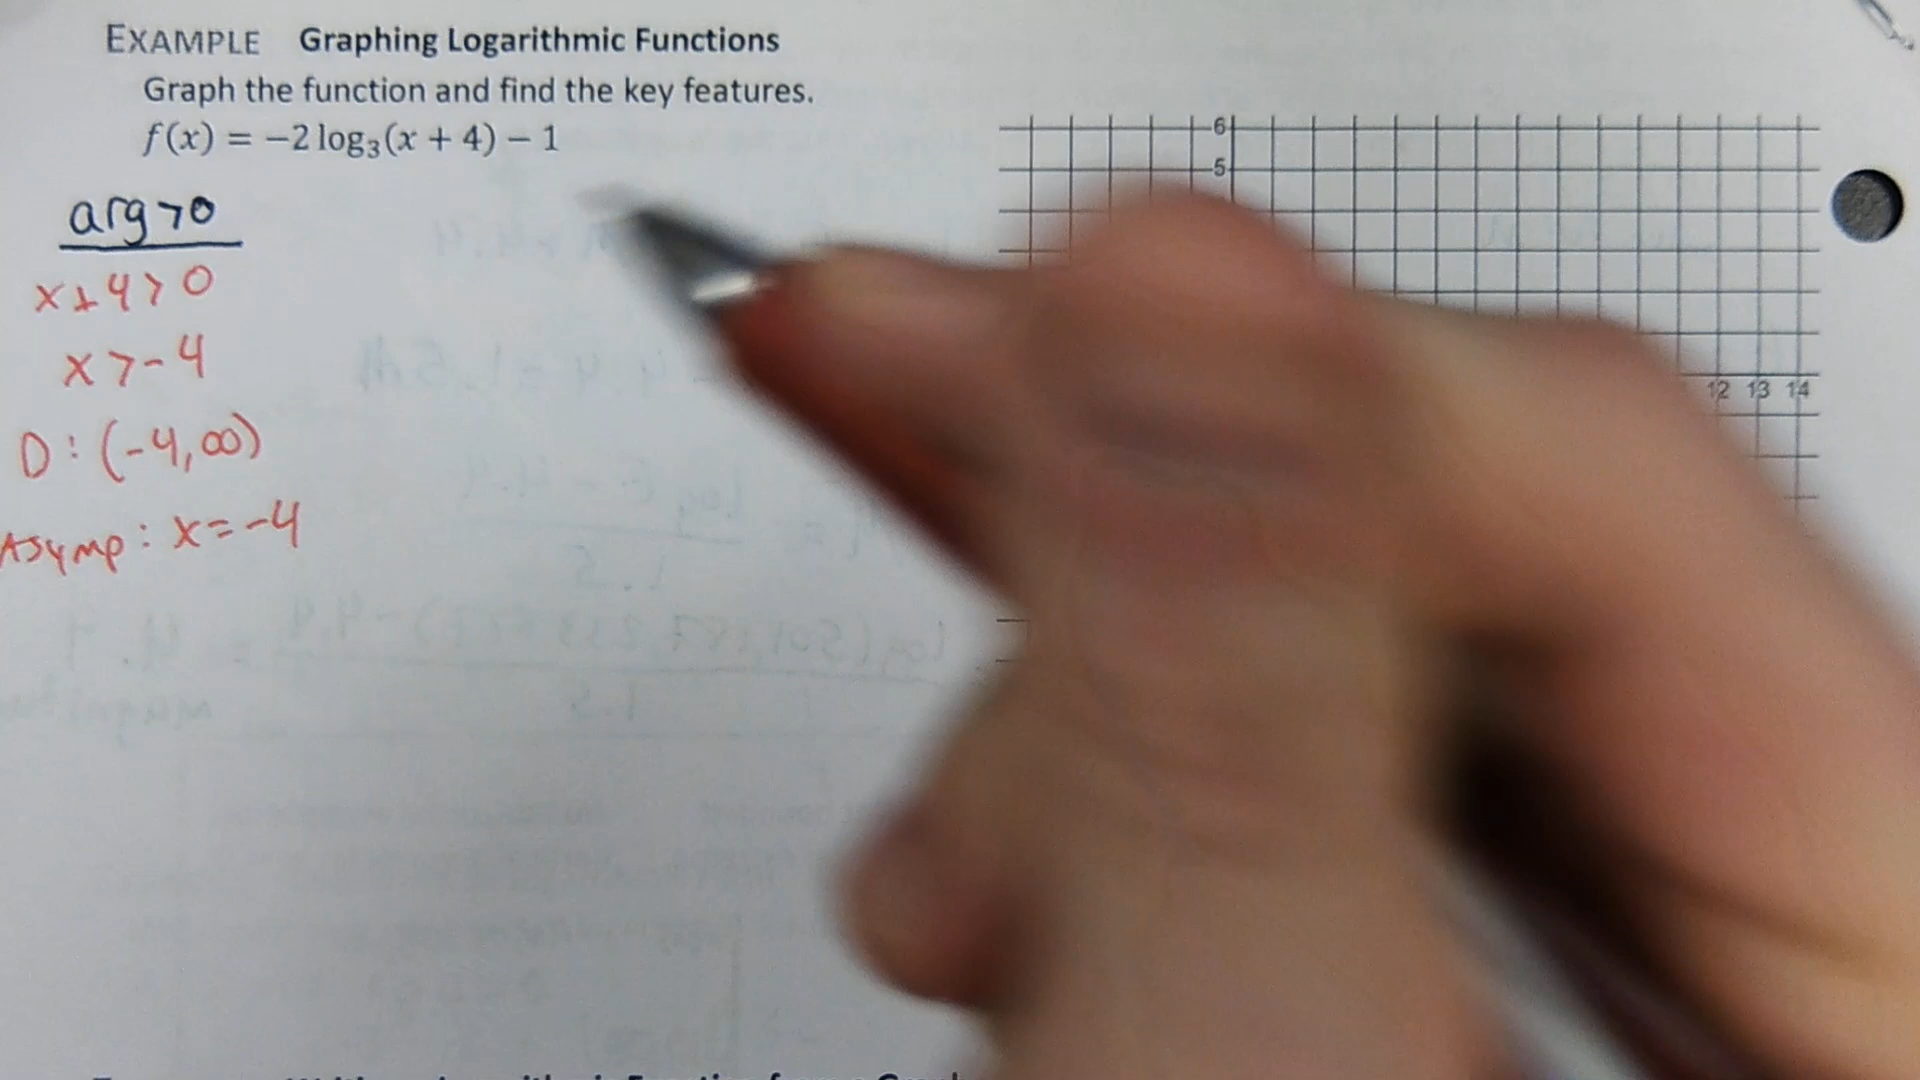 EXAMPLE Graphing Logarithmic Functions
Graph the function and find the key features.
f(x) = −2 log₃(x + 4) − 1
arg > 0
x + 4 > 0
x > -4
D: (-4, ∞)
Asymp: x = -4
6
5
12 13 14